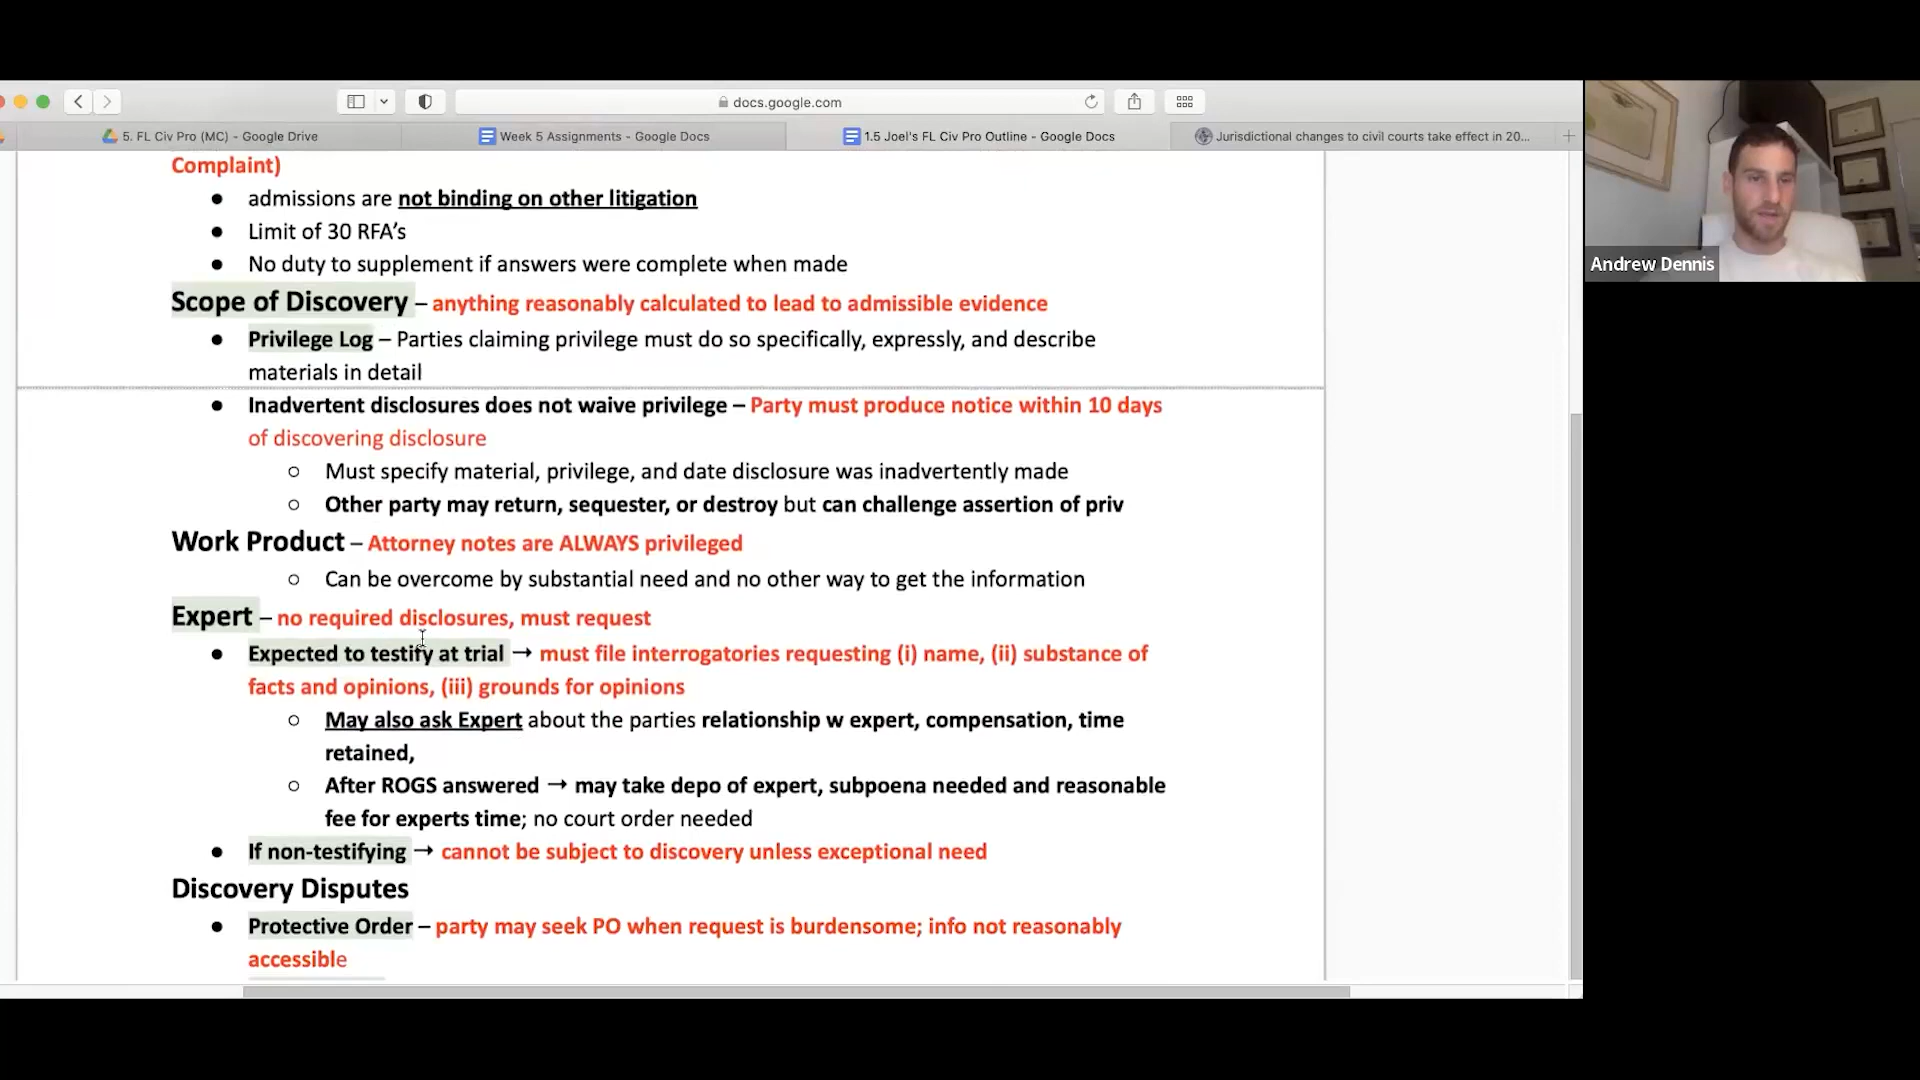 docs.google.com
5. FL Civ Pro (MC) - Google Drive
Week 5 Assignments - Google Docs
1.5 Joel's FL Civ Pro Outline - Google Docs
Jurisdictional changes to civil courts take effect in 20...
Andrew Dennis
Complaint)
● admissions are not binding on other litigation
● Limit of 30 RFA's
● No duty to supplement if answers were complete when made
Scope of Discovery – anything reasonably calculated to lead to admissible evidence
● Privilege Log – Parties claiming privilege must do so specifically, expressly, and describe
materials in detail
● Inadvertent disclosures does not waive privilege – Party must produce notice within 10 days
of discovering disclosure
○ Must specify material, privilege, and date disclosure was inadvertently made
○ Other party may return, sequester, or destroy but can challenge assertion of priv
Work Product – Attorney notes are ALWAYS privileged
○ Can be overcome by substantial need and no other way to get the information
Expert – no required disclosures, must request
● Expected to testify at trial → must file interrogatories requesting (i) name, (ii) substance of
facts and opinions, (iii) grounds for opinions
○ May also ask Expert about the parties relationship w expert, compensation, time
retained,
○ After ROGS answered → may take depo of expert, subpoena needed and reasonable
fee for experts time; no court order needed
● If non-testifying → cannot be subject to discovery unless exceptional need
Discovery Disputes
● Protective Order – party may seek PO when request is burdensome; info not reasonably
accessible